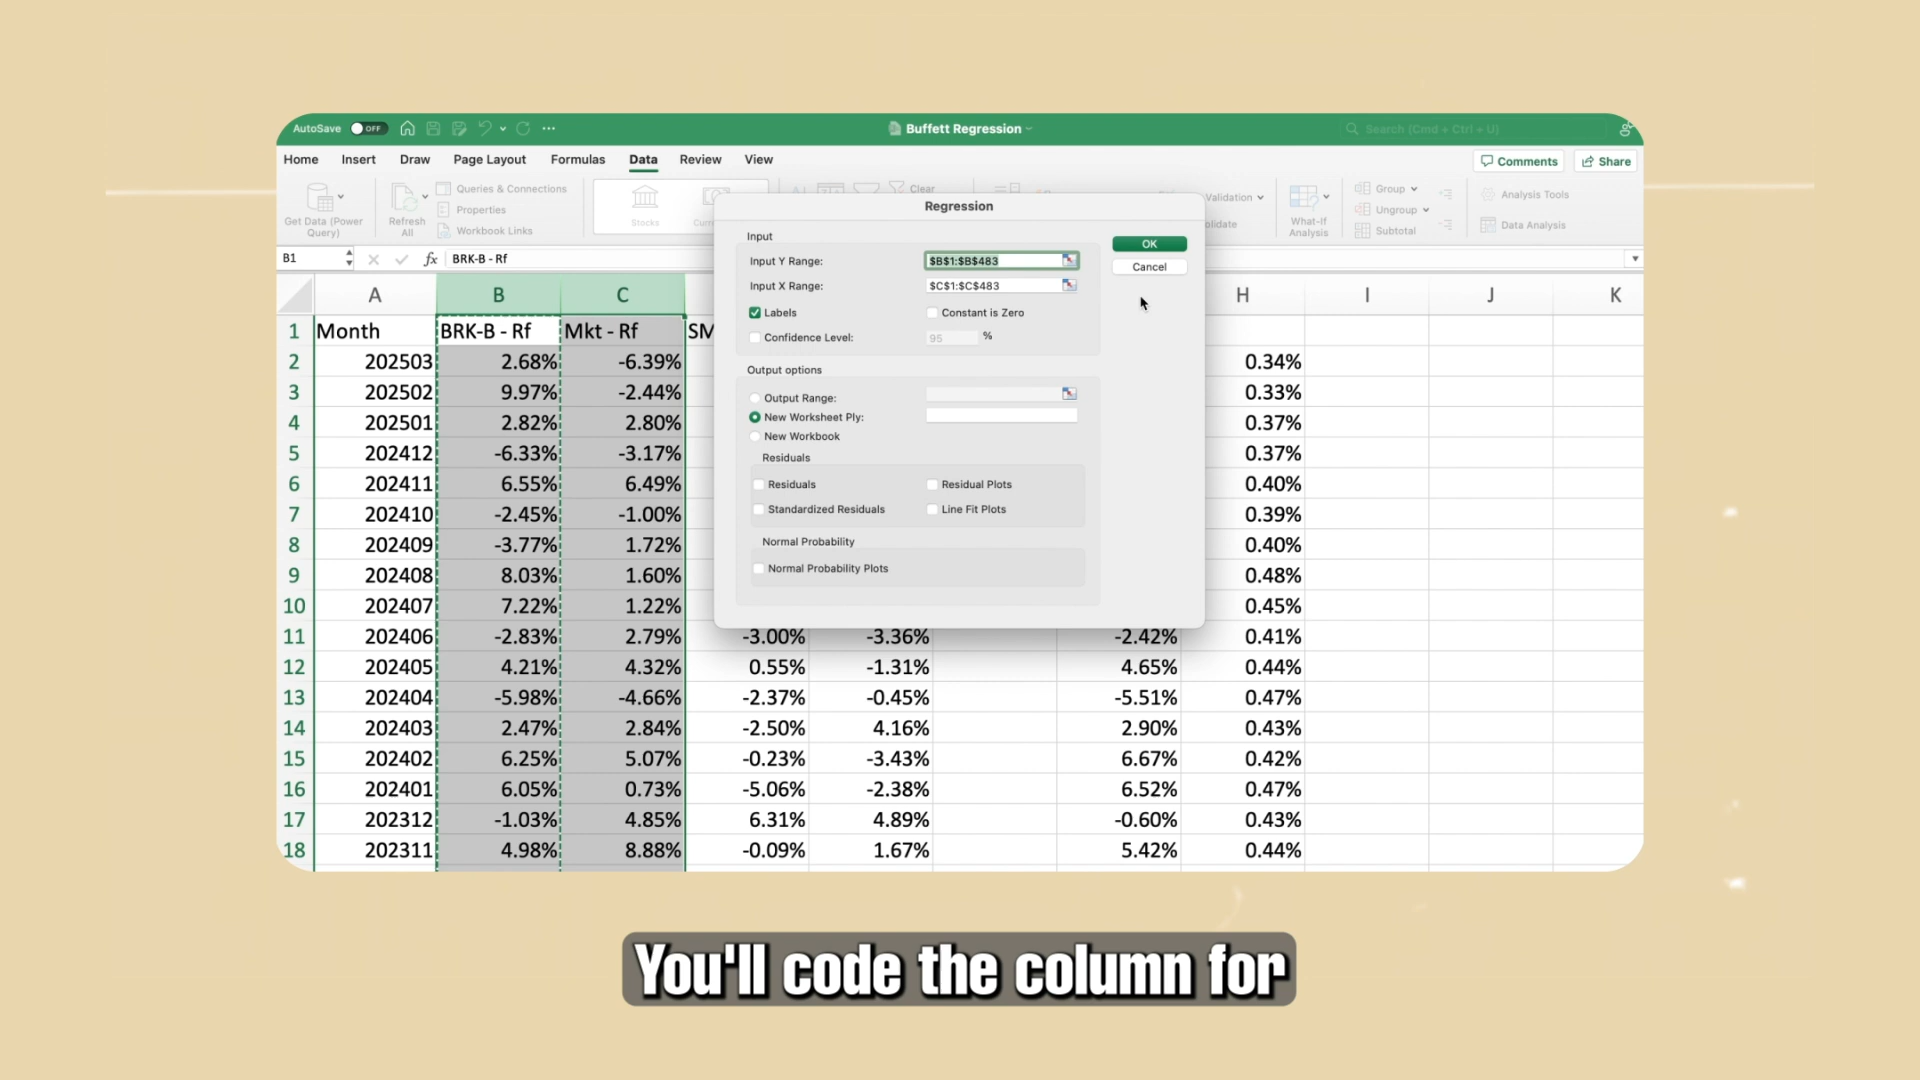 AutoSave OFF Buffett Regression Search (Cmd + Ctrl + U)
Home Insert Draw Page Layout Formulas Data Review View Comments Share
Get Data (Power Query) Refresh All Queries & Connections Properties Workbook Links Stocks Clear Validation What-If Analysis Group Ungroup Subtotal Analysis Tools Data Analysis
B1 fx BRK-B - Rf
Regression
Input
Input Y Range: $B$1:$B$483 OK
Input X Range: $C$1:$C$483 Cancel
Labels Constant is Zero
Confidence Level: 95 %
Output options
Output Range:
New Worksheet Ply:
New Workbook
Residuals
Residuals Residual Plots
Standardized Residuals Line Fit Plots
Normal Probability
Normal Probability Plots
A B C H I J K
1 Month BRK-B - Rf Mkt - Rf SM
2 202503 2.68% -6.39% 0.34%
3 202502 9.97% -2.44% 0.33%
4 202501 2.82% 2.80% 0.37%
5 202412 -6.33% -3.17% 0.37%
6 202411 6.55% 6.49% 0.40%
7 202410 -2.45% -1.00% 0.39%
8 202409 -3.77% 1.72% 0.40%
9 202408 8.03% 1.60% 0.48%
10 202407 7.22% 1.22% 0.45%
11 202406 -2.83% 2.79% -3.00% -3.36% -2.42% 0.41%
12 202405 4.21% 4.32% 0.55% -1.31% 4.65% 0.44%
13 202404 -5.98% -4.66% -2.37% -0.45% -5.51% 0.47%
14 202403 2.47% 2.84% -2.50% 4.16% 2.90% 0.43%
15 202402 6.25% 5.07% -0.23% -3.43% 6.67% 0.42%
16 202401 6.05% 0.73% -5.06% -2.38% 6.52% 0.47%
17 202312 -1.03% 4.85% 6.31% 4.89% -0.60% 0.43%
18 202311 4.98% 8.88% -0.09% 1.67% 5.42% 0.44%
You'll code the column for